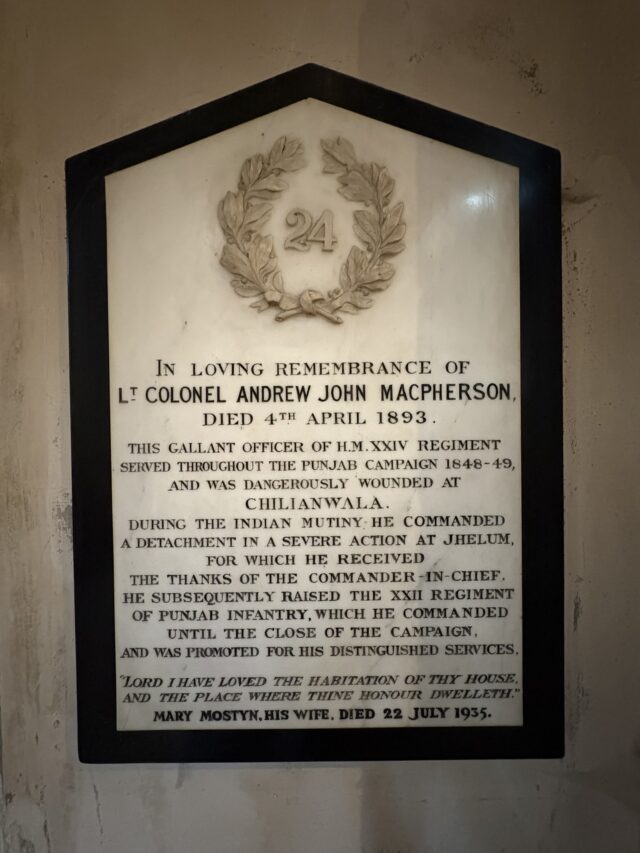 24
IN LOVING REMEMBRANCE OF
LT COLONEL ANDREW JOHN MACPHERSON,
DIED 4TH APRIL 1893.
THIS GALLANT OFFICER OF H.M. XXIV REGIMENT
SERVED THROUGHOUT THE PUNJAB CAMPAIGN 1848-49,
AND WAS DANGEROUSLY WOUNDED AT
CHILIANWALA.
DURING THE INDIAN MUTINY HE COMMANDED
A DETACHMENT IN A SEVERE ACTION AT JHELUM,
FOR WHICH HE RECEIVED
THE THANKS OF THE COMMANDER-IN-CHIEF.
HE SUBSEQUENTLY RAISED THE XXII REGIMENT
OF PUNJAB INFANTRY, WHICH HE COMMANDED
UNTIL THE CLOSE OF THE CAMPAIGN,
AND WAS PROMOTED FOR HIS DISTINGUISHED SERVICES.
"LORD I HAVE LOVED THE HABITATION OF THY HOUSE,
AND THE PLACE WHERE THINE HONOUR DWELLETH."
MARY MOSTYN, HIS WIFE, DIED 22 JULY 1935.